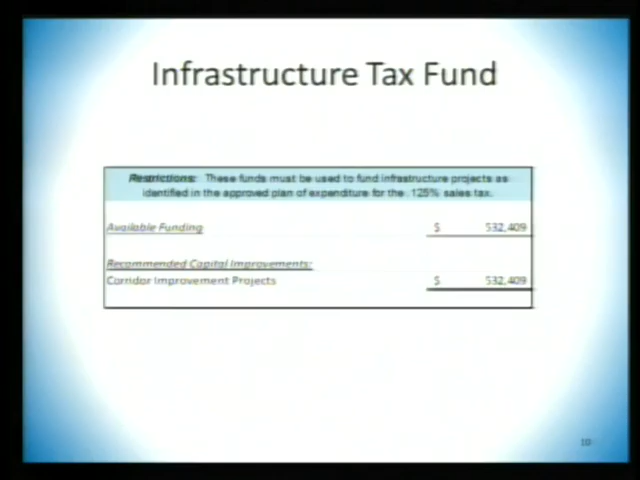 Infrastructure Tax Fund
Restrictions: These funds must be used to fund infrastructure projects as
identified in the approved plan of expenditure for the .125% sales tax.
Available Funding $ 532,409
Recommended Capital Improvements:
Corridor Improvement Projects $ 532,409
10